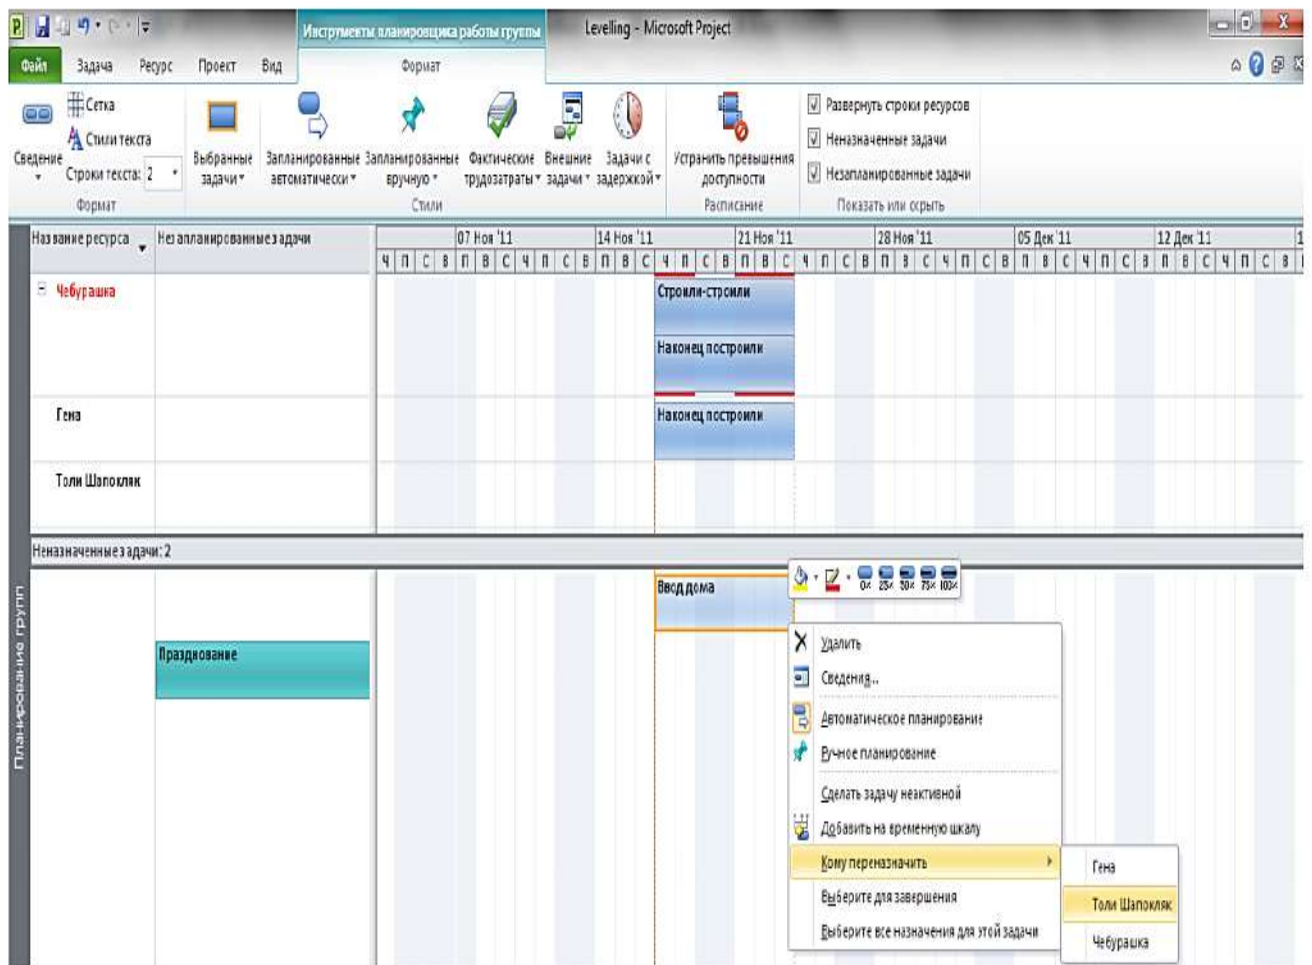 Инструменты планировщика работы группы
Levelling - Microsoft Project
Файл Задача Ресурс Проект Вид Формат
Сведение
Сетка
Стили текста
Строки текста: 2
Формат
Выбранные задачи
Запланированные автоматически
Запланированные вручную
Фактические трудозатраты
Внешние задачи
Задачи с задержкой
Стили
Устранить превышения доступности
Расписание
Развернуть строки ресурсов
Неназначенные задачи
Незапланированные задачи
Показать или скрыть
Название ресурса Незапланированные задачи
07 Ноя '11 14 Ноя '11 21 Ноя '11 28 Ноя '11 05 Дек '11 12 Дек '11 1
Ч П С В П В С Ч П С В П В С Ч П С В П В С Ч П С В П В С Ч П С В П В С Ч П С В П В С Ч П С В
Чебурашка
Строили-строили
Наконец построили
Гена
Наконец построили
Толи Шапокляк
Неназначенные задачи: 2
Планирование групп
Ввод дома
0× 25× 50× 75× 100×
Празднование
Удалить
Сведения...
Автоматическое планирование
Ручное планирование
Сделать задачу неактивной
Добавить на временную шкалу
Кому переназначить
Гена
Выберите для завершения
Толи Шапокляк
Выберите все назначения для этой задачи
Чебурашка